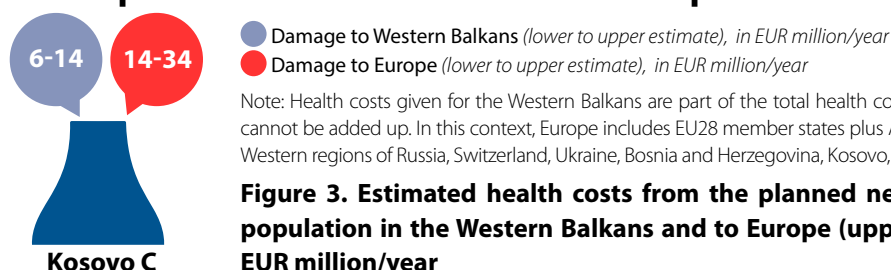 6-14 14-34
Damage to Western Balkans (lower to upper estimate), in EUR million/year
Damage to Europe (lower to upper estimate), in EUR million/year
Note: Health costs given for the Western Balkans are part of the total health
cannot be added up. In this context, Europe includes EU28 member states plus
Western regions of Russia, Switzerland, Ukraine, Bosnia and Herzegovina, Kosovo,
Figure 3. Estimated health costs from the planned
population in the Western Balkans and to Europe
EUR million/year
Kosovo C